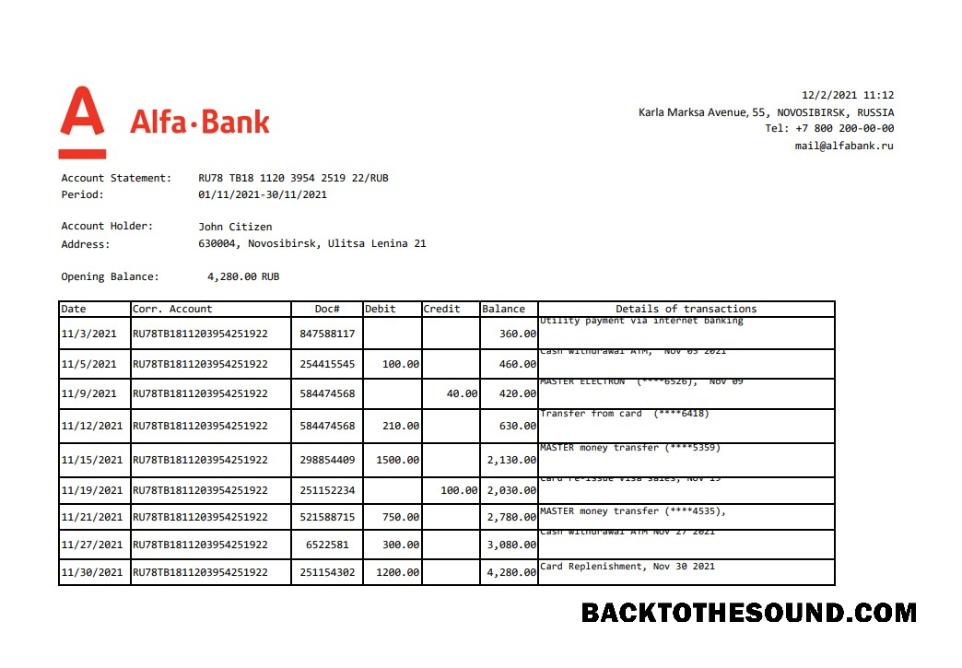 A Alfa·Bank
12/2/2021 11:12
Karla Marksa Avenue, 55, NOVOSIBIRSK, RUSSIA
Tel: +7 800 200-00-00
mail@alfabank.ru
Account Statement: RU78 TB18 1120 3954 2519 22/RUB
Period: 01/11/2021-30/11/2021
Account Holder: John Citizen
Address: 630004, Novosibirsk, Ulitsa Lenina 21
Opening Balance: 4,280.00 RUB
Date Corr. Account Doc# Debit Credit Balance Details of transactions
11/3/2021 RU78TB1811203954251922 847588117 360.00 Utility payment via internet banking
11/5/2021 RU78TB1811203954251922 254415545 100.00 460.00 Cash withdrawal ATM, Nov 05 2021
11/9/2021 RU78TB1811203954251922 584474568 40.00 420.00 MASTER ELECTRON (****6526), Nov 09
11/12/2021 RU78TB1811203954251922 584474568 210.00 630.00 Transfer from card (****6418)
11/15/2021 RU78TB1811203954251922 298854409 1500.00 2,130.00 MASTER money transfer (****5359)
11/19/2021 RU78TB1811203954251922 251152234 100.00 2,030.00 Card re-issue Visa sales, Nov 19
11/21/2021 RU78TB1811203954251922 521588715 750.00 2,780.00 MASTER money transfer (****4535),
11/27/2021 RU78TB1811203954251922 6522581 300.00 3,080.00 Cash withdrawal ATM Nov 27 2021
11/30/2021 RU78TB1811203954251922 251154302 1200.00 4,280.00 Card Replenishment, Nov 30 2021
BACKTOTHESOUND.COM